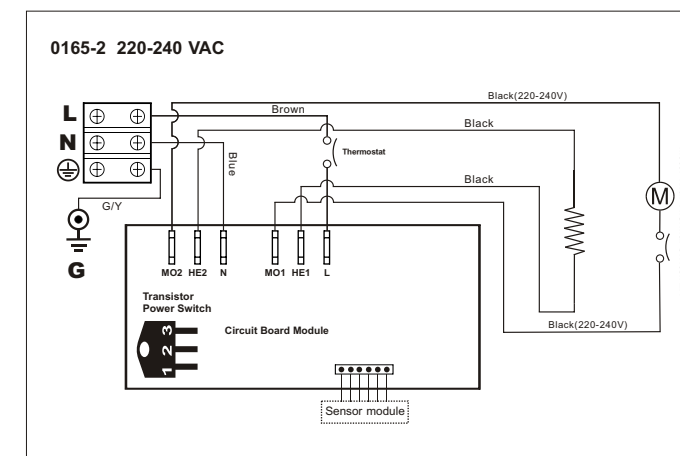 0165-2 220-240 VAC
Black(220-240V)
L
Brown
Black
N
Thermostat
Blue
Black
M
G/Y
G
MO2 HE2 N MO1 HE1 L
Transistor
Power Switch
Circuit Board Module
3
2
1
Black(220-240V)
Sensor module